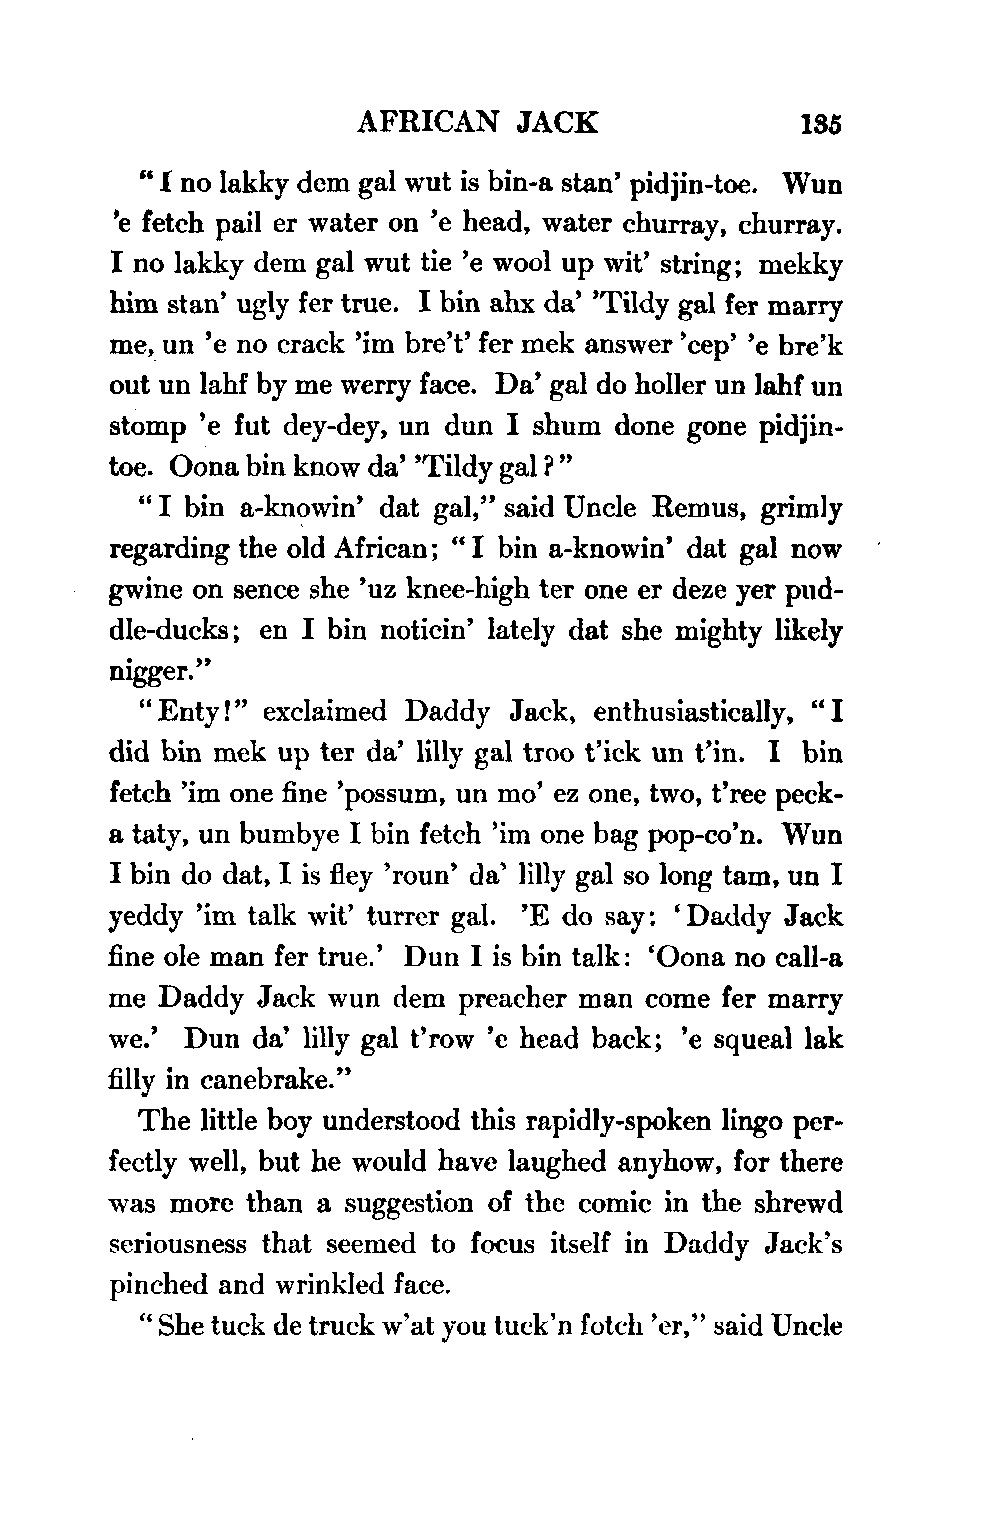 AFRICAN JACK 135
“I no lakky dem gal wut is bin-a stan’ pidjin-toe. Wun
’e fetch pail er water on ’e head, water churray, churray.
I no lakky dem gal wut tie ’e wool up wit’ string; mekky
him stan’ ugly fer true. I bin ahx da’ ’Tildy gal fer marry
me, un ’e no crack ’im bre’t’ fer mek answer ’cep’ ’e bre’k
out un lahf by me werry face. Da’ gal do holler un lahf un
stomp ’e fut dey-dey, un dun I shum done gone pidjin-
toe. Oona bin know da’ ’Tildy gal?”
“I bin a-knowin’ dat gal,” said Uncle Remus, grimly
regarding the old African; “I bin a-knowin’ dat gal now
gwine on sence she ’uz knee-high ter one er deze yer pud-
dle-ducks; en I bin noticin’ lately dat she mighty likely
nigger.”
“Enty!” exclaimed Daddy Jack, enthusiastically, “I
did bin mek up ter da’ lilly gal troo t’ick un t’in. I bin
fetch ’im one fine ’possum, un mo’ ez one, two, t’ree peck-
a taty, un bumbye I bin fetch ’im one bag pop-co’n. Wun
I bin do dat, I is fley ’roun’ da’ lilly gal so long tam, un I
yeddy ’im talk wit’ turrer gal. ’E do say: ‘Daddy Jack
fine ole man fer true.’ Dun I is bin talk: ‘Oona no call-a
me Daddy Jack wun dem preacher man come fer marry
we.’ Dun da’ lilly gal t’row ’e head back; ’e squeal lak
filly in canebrake.”
The little boy understood this rapidly-spoken lingo per-
fectly well, but he would have laughed anyhow, for there
was more than a suggestion of the comic in the shrewd
seriousness that seemed to focus itself in Daddy Jack’s
pinched and wrinkled face.
“She tuck de truck w’at you tuck’n fotch ’er,” said Uncle